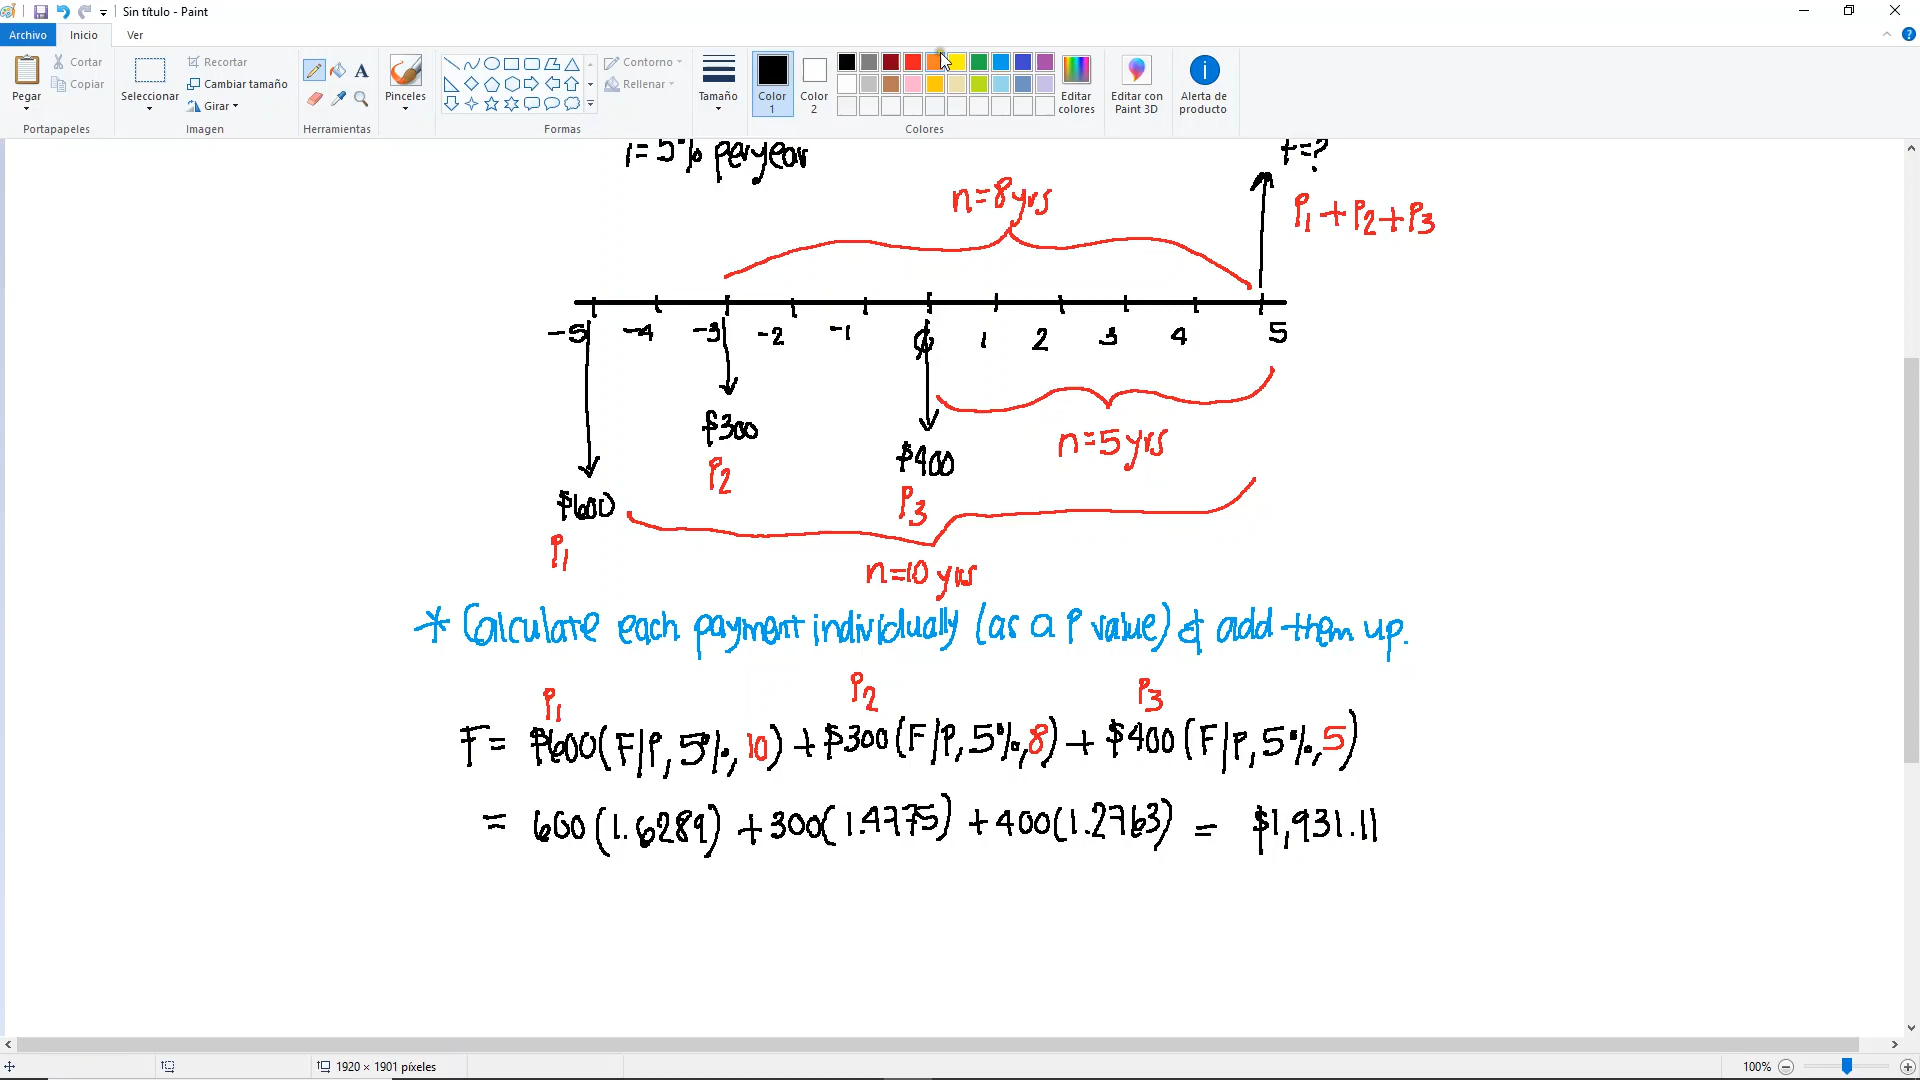 Sin título - Paint
Archivo Inicio Ver
Pegar
Cortar
Copiar
Portapapeles
Seleccionar
Recortar
Cambiar tamaño
Girar
Imagen
A
Herramientas
Pinceles
Contorno
Rellenar
Formas
Tamaño
Color 1
Color 2
Editar colores
Colores
Editar con Paint 3D
Alerta de producto
i = 5% per year
n=8yrs
P1+P2+P3
-5 -4 -3 -2 -1 0 1 2 3 4 5
$300
P2
$400
P3
n=5yrs
$600
P1
n=10 yrs
* Calculate each payment individually (as a P value) & add them up.
P1 P2 P3
F= $600(F|P, 5%, 10) + $300(F|P, 5%, 8) + $400(F|P, 5%, 5)
= 600(1.6289) + 300(1.4775) + 400(1.2763) = $1,931.11
1920 × 1901 píxeles
100%